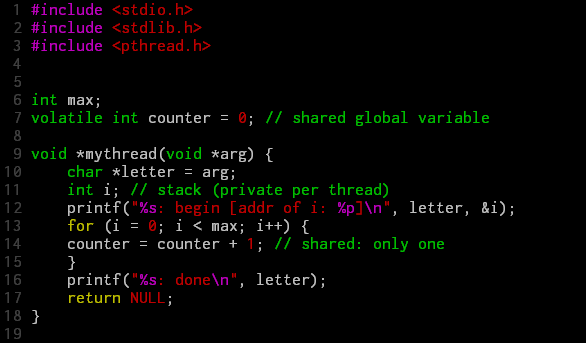 1 #include <stdio.h>
2 #include <stdlib.h>
3 #include <pthread.h>
4
5
6 int max;
7 volatile int counter = 0; // shared global variable
8
9 void *mythread(void *arg) {
10     char *letter = arg;
11     int i; // stack (private per thread)
12     printf("%s: begin [addr of i: %p]\n", letter, &i);
13     for (i = 0; i < max; i++) {
14     counter = counter + 1; // shared: only one
15     }
16     printf("%s: done\n", letter);
17     return NULL;
18 }
19